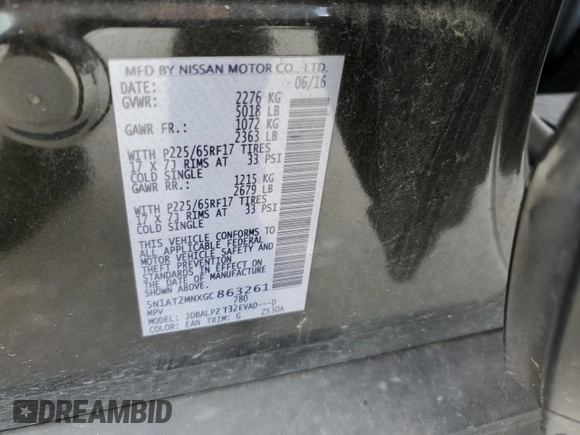 MFD BY NISSAN MOTOR CO., LTD.
DATE: 06/16
GVWR: 2276 KG
5018 LB
GAWR FR.: 1072 KG
2363 LB
WITH P225/65RF17 TIRES
17 X 7J RIMS AT 33 PSI
COLD SINGLE
GAWR RR.: 1215 KG
2679 LB
WITH P225/65RF17 TIRES
17 X 7J RIMS AT 33 PSI
COLD SINGLE
THIS VEHICLE CONFORMS TO
ALL APPLICABLE FEDERAL
MOTOR VEHICLE SAFETY AND
THEFT PREVENTION
STANDARDS IN EFFECT ON
THE DATE OF MANUFACTURE
SHOWN ABOVE.
5N1AT2MNXGC863261
MPV 780
MODEL: JDBALPZ T32EVAD---D
COLOR: EAN TRIM: G ZS30A
DREAMBID